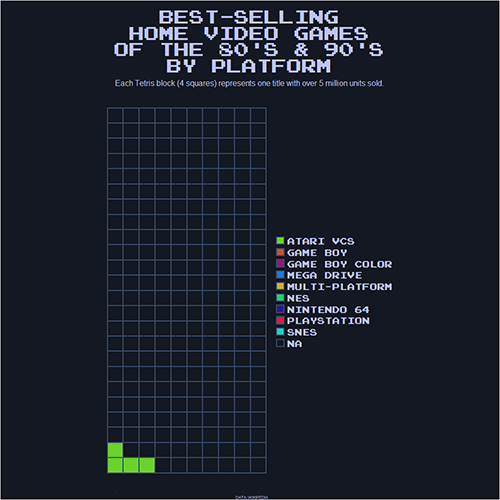 BEST-SELLING
HOME VIDEO GAMES
OF THE 80'S & 90'S
BY PLATFORM
Each Tetris block (4 squares) represents one title with over 5 million units sold.
ATARI VCS
GAME BOY
GAME BOY COLOR
MEGA DRIVE
MULTI-PLATFORM
NES
NINTENDO 64
PLAYSTATION
SNES
NA
DATA: WIKIPEDIA